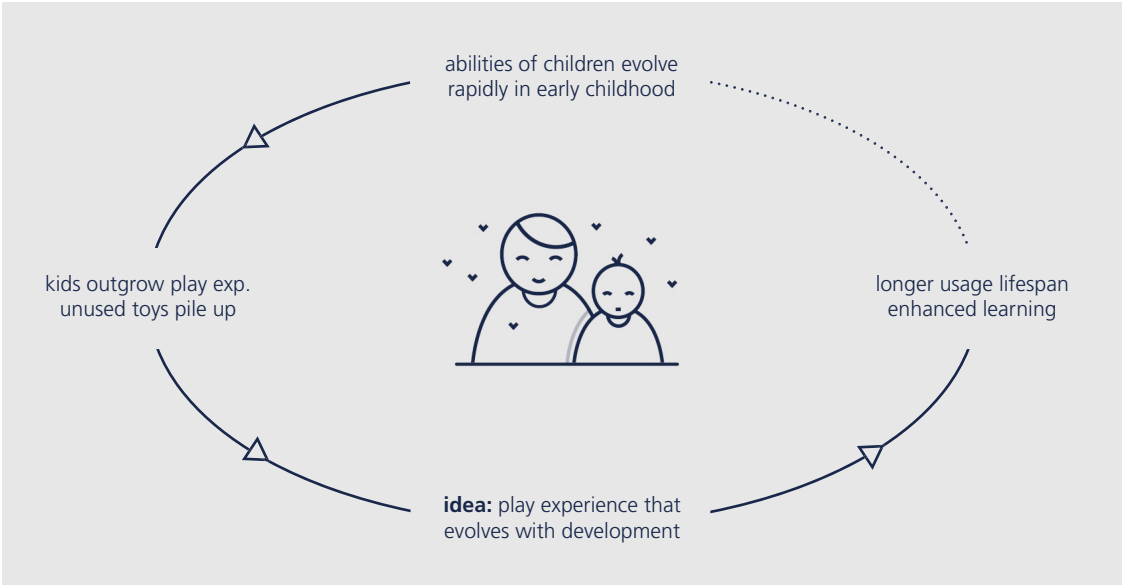 abilities of children evolve
rapidly in early childhood
kids outgrow play exp.
unused toys pile up
longer usage lifespan
enhanced learning
idea: play experience that
evolves with development